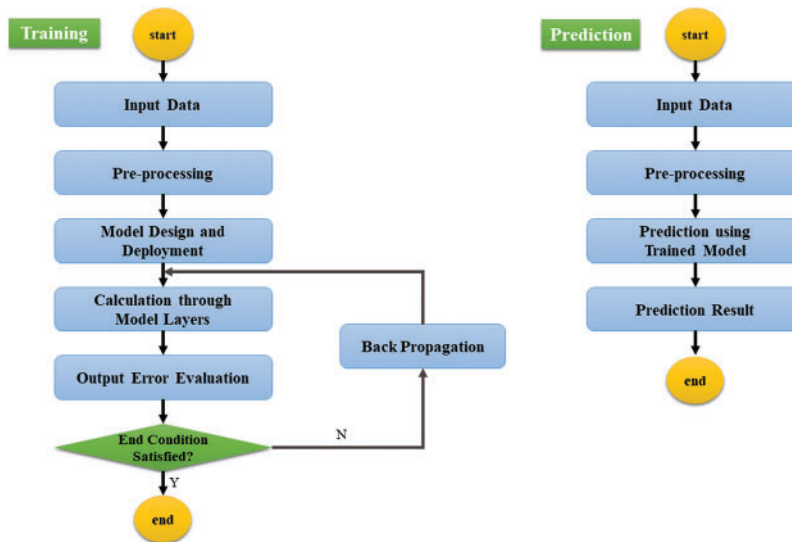 Training
start
Input Data
Pre-processing
Model Design and
Deployment
Calculation through
Model Layers
Output Error Evaluation
End Condition
Satisfied?
N
Back Propagation
Y
end
Prediction
start
Input Data
Pre-processing
Prediction using
Trained Model
Prediction Result
end